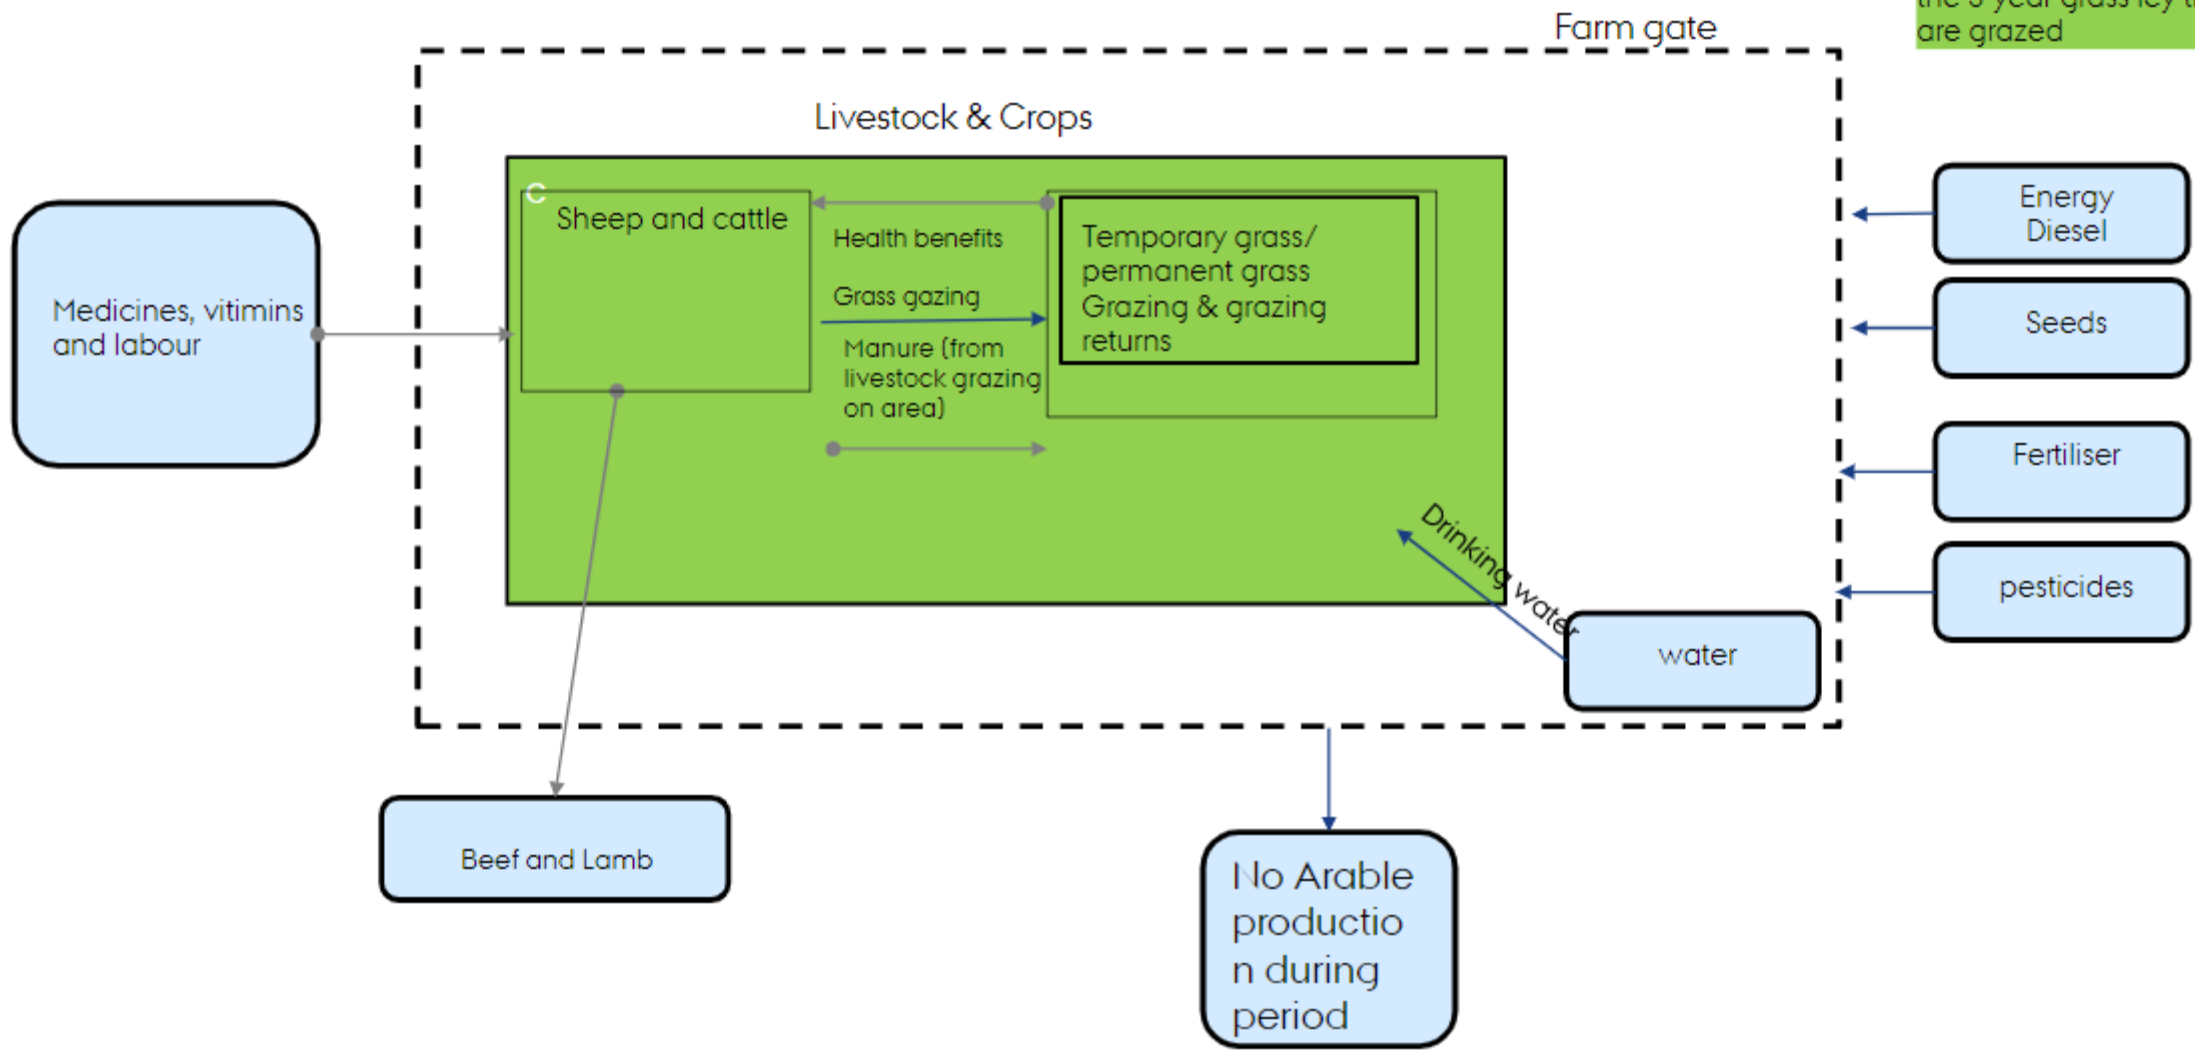 are grazed
Farm gate
Livestock & Crops
C
Sheep and cattle
Health benefits
Grass gazing
Manure (from
livestock grazing
on area)
Temporary grass/
permanent grass
Grazing & grazing
returns
Medicines, vitimins
and labour
Energy
Diesel
Seeds
Fertiliser
pesticides
Drinking water
water
Beef and Lamb
No Arable
productio
n during
period